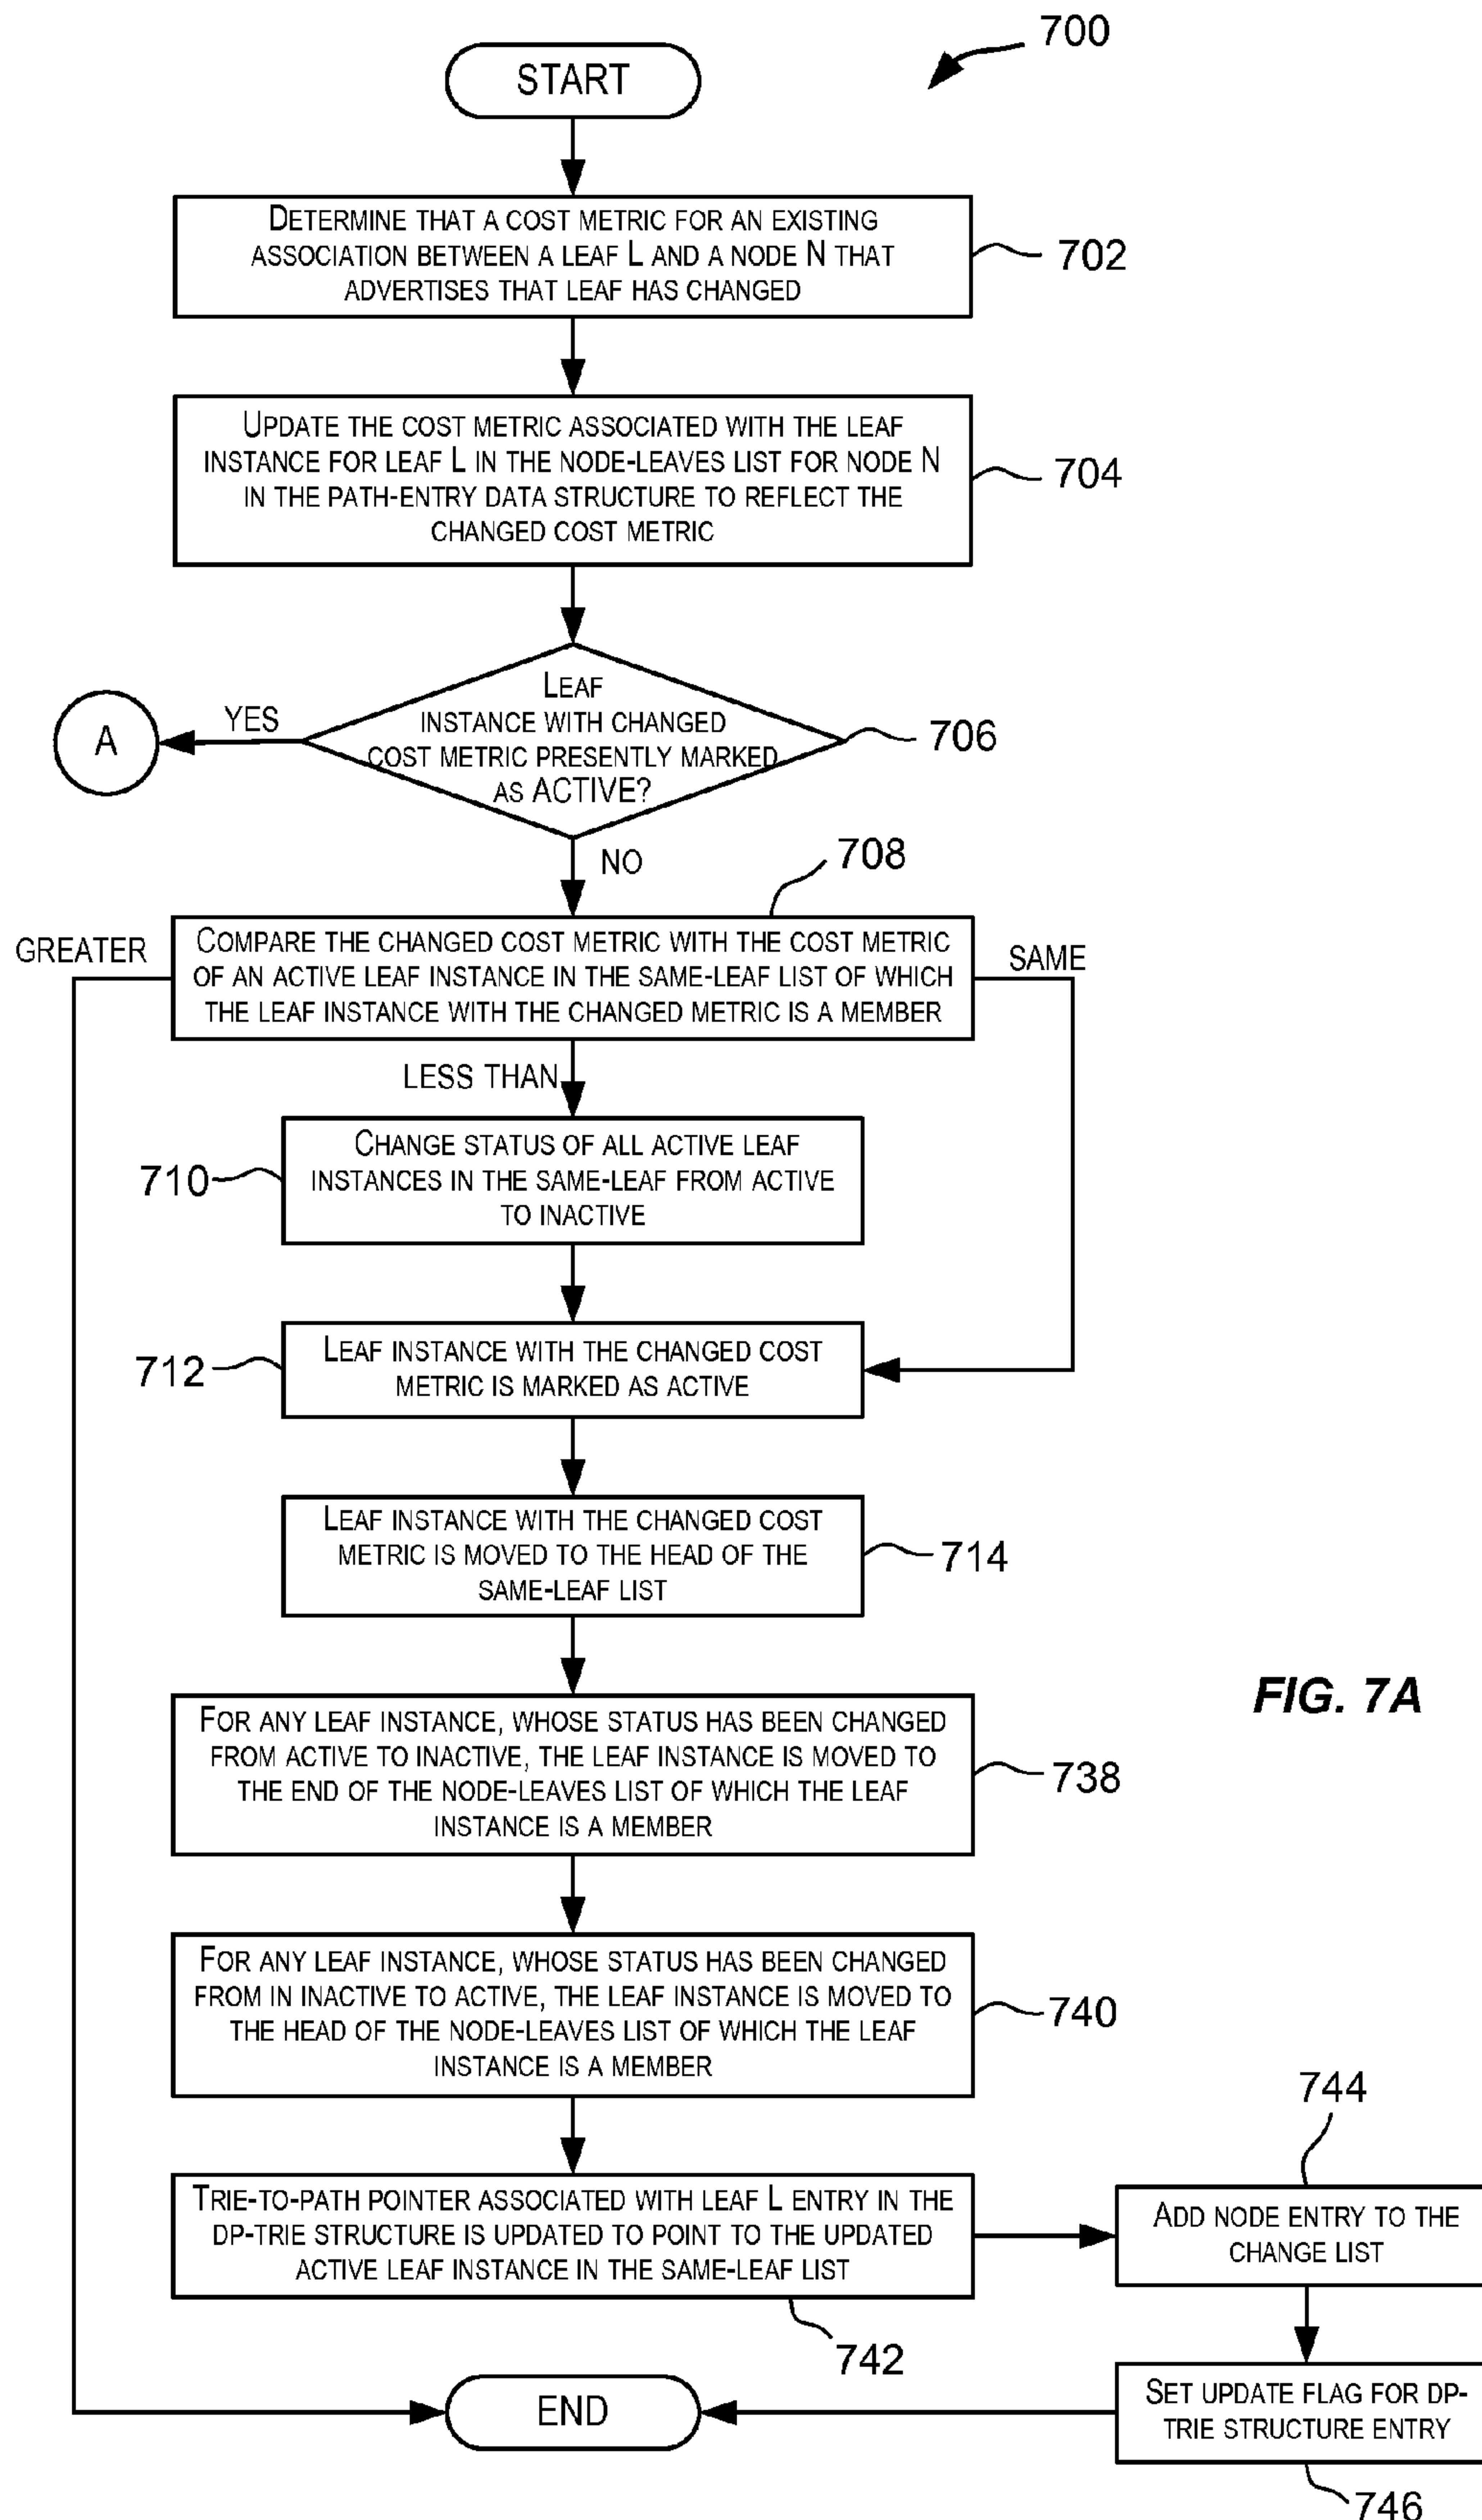 700
START
DETERMINE THAT A COST METRIC FOR AN EXISTING
ASSOCIATION BETWEEN A LEAF L AND A NODE N THAT
ADVERTISES THAT LEAF HAS CHANGED
702
UPDATE THE COST METRIC ASSOCIATED WITH THE LEAF
INSTANCE FOR LEAF L IN THE NODE-LEAVES LIST FOR NODE N
IN THE PATH-ENTRY DATA STRUCTURE TO REFLECT THE
CHANGED COST METRIC
704
LEAF
INSTANCE WITH CHANGED
COST METRIC PRESENTLY MARKED
AS ACTIVE?
706
YES
A
NO
708
GREATER
COMPARE THE CHANGED COST METRIC WITH THE COST METRIC
OF AN ACTIVE LEAF INSTANCE IN THE SAME-LEAF LIST OF WHICH
THE LEAF INSTANCE WITH THE CHANGED METRIC IS A MEMBER
SAME
LESS THAN
CHANGE STATUS OF ALL ACTIVE LEAF
INSTANCES IN THE SAME-LEAF FROM ACTIVE
TO INACTIVE
710
LEAF INSTANCE WITH THE CHANGED COST
METRIC IS MARKED AS ACTIVE
712
LEAF INSTANCE WITH THE CHANGED COST
METRIC IS MOVED TO THE HEAD OF THE
SAME-LEAF LIST
714
FIG. 7A
FOR ANY LEAF INSTANCE, WHOSE STATUS HAS BEEN CHANGED
FROM ACTIVE TO INACTIVE, THE LEAF INSTANCE IS MOVED TO
THE END OF THE NODE-LEAVES LIST OF WHICH THE LEAF
INSTANCE IS A MEMBER
738
FOR ANY LEAF INSTANCE, WHOSE STATUS HAS BEEN CHANGED
FROM IN INACTIVE TO ACTIVE, THE LEAF INSTANCE IS MOVED TO
THE HEAD OF THE NODE-LEAVES LIST OF WHICH THE LEAF
INSTANCE IS A MEMBER
740
TRIE-TO-PATH POINTER ASSOCIATED WITH LEAF L ENTRY IN THE
DP-TRIE STRUCTURE IS UPDATED TO POINT TO THE UPDATED
ACTIVE LEAF INSTANCE IN THE SAME-LEAF LIST
742
744
ADD NODE ENTRY TO THE
CHANGE LIST
SET UPDATE FLAG FOR DP-
TRIE STRUCTURE ENTRY
746
END